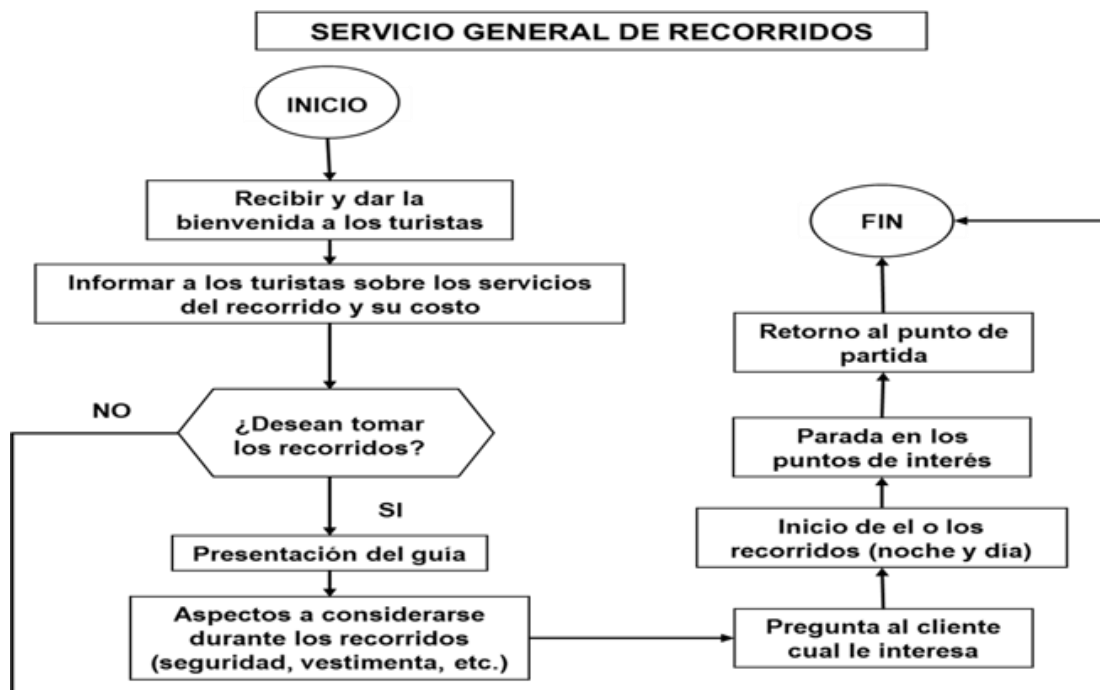 SERVICIO GENERAL DE RECORRIDOS
INICIO
Recibir y dar la
bienvenida a los turistas
Informar a los turistas sobre los servicios
del recorrido y su costo
¿Desean tomar
los recorridos?
NO
SI
Presentación del guía
Aspectos a considerarse
durante los recorridos
(seguridad, vestimenta, etc.)
Pregunta al cliente
cual le interesa
Inicio de el o los
recorridos (noche y día)
Parada en los
puntos de interés
Retorno al punto de
partida
FIN